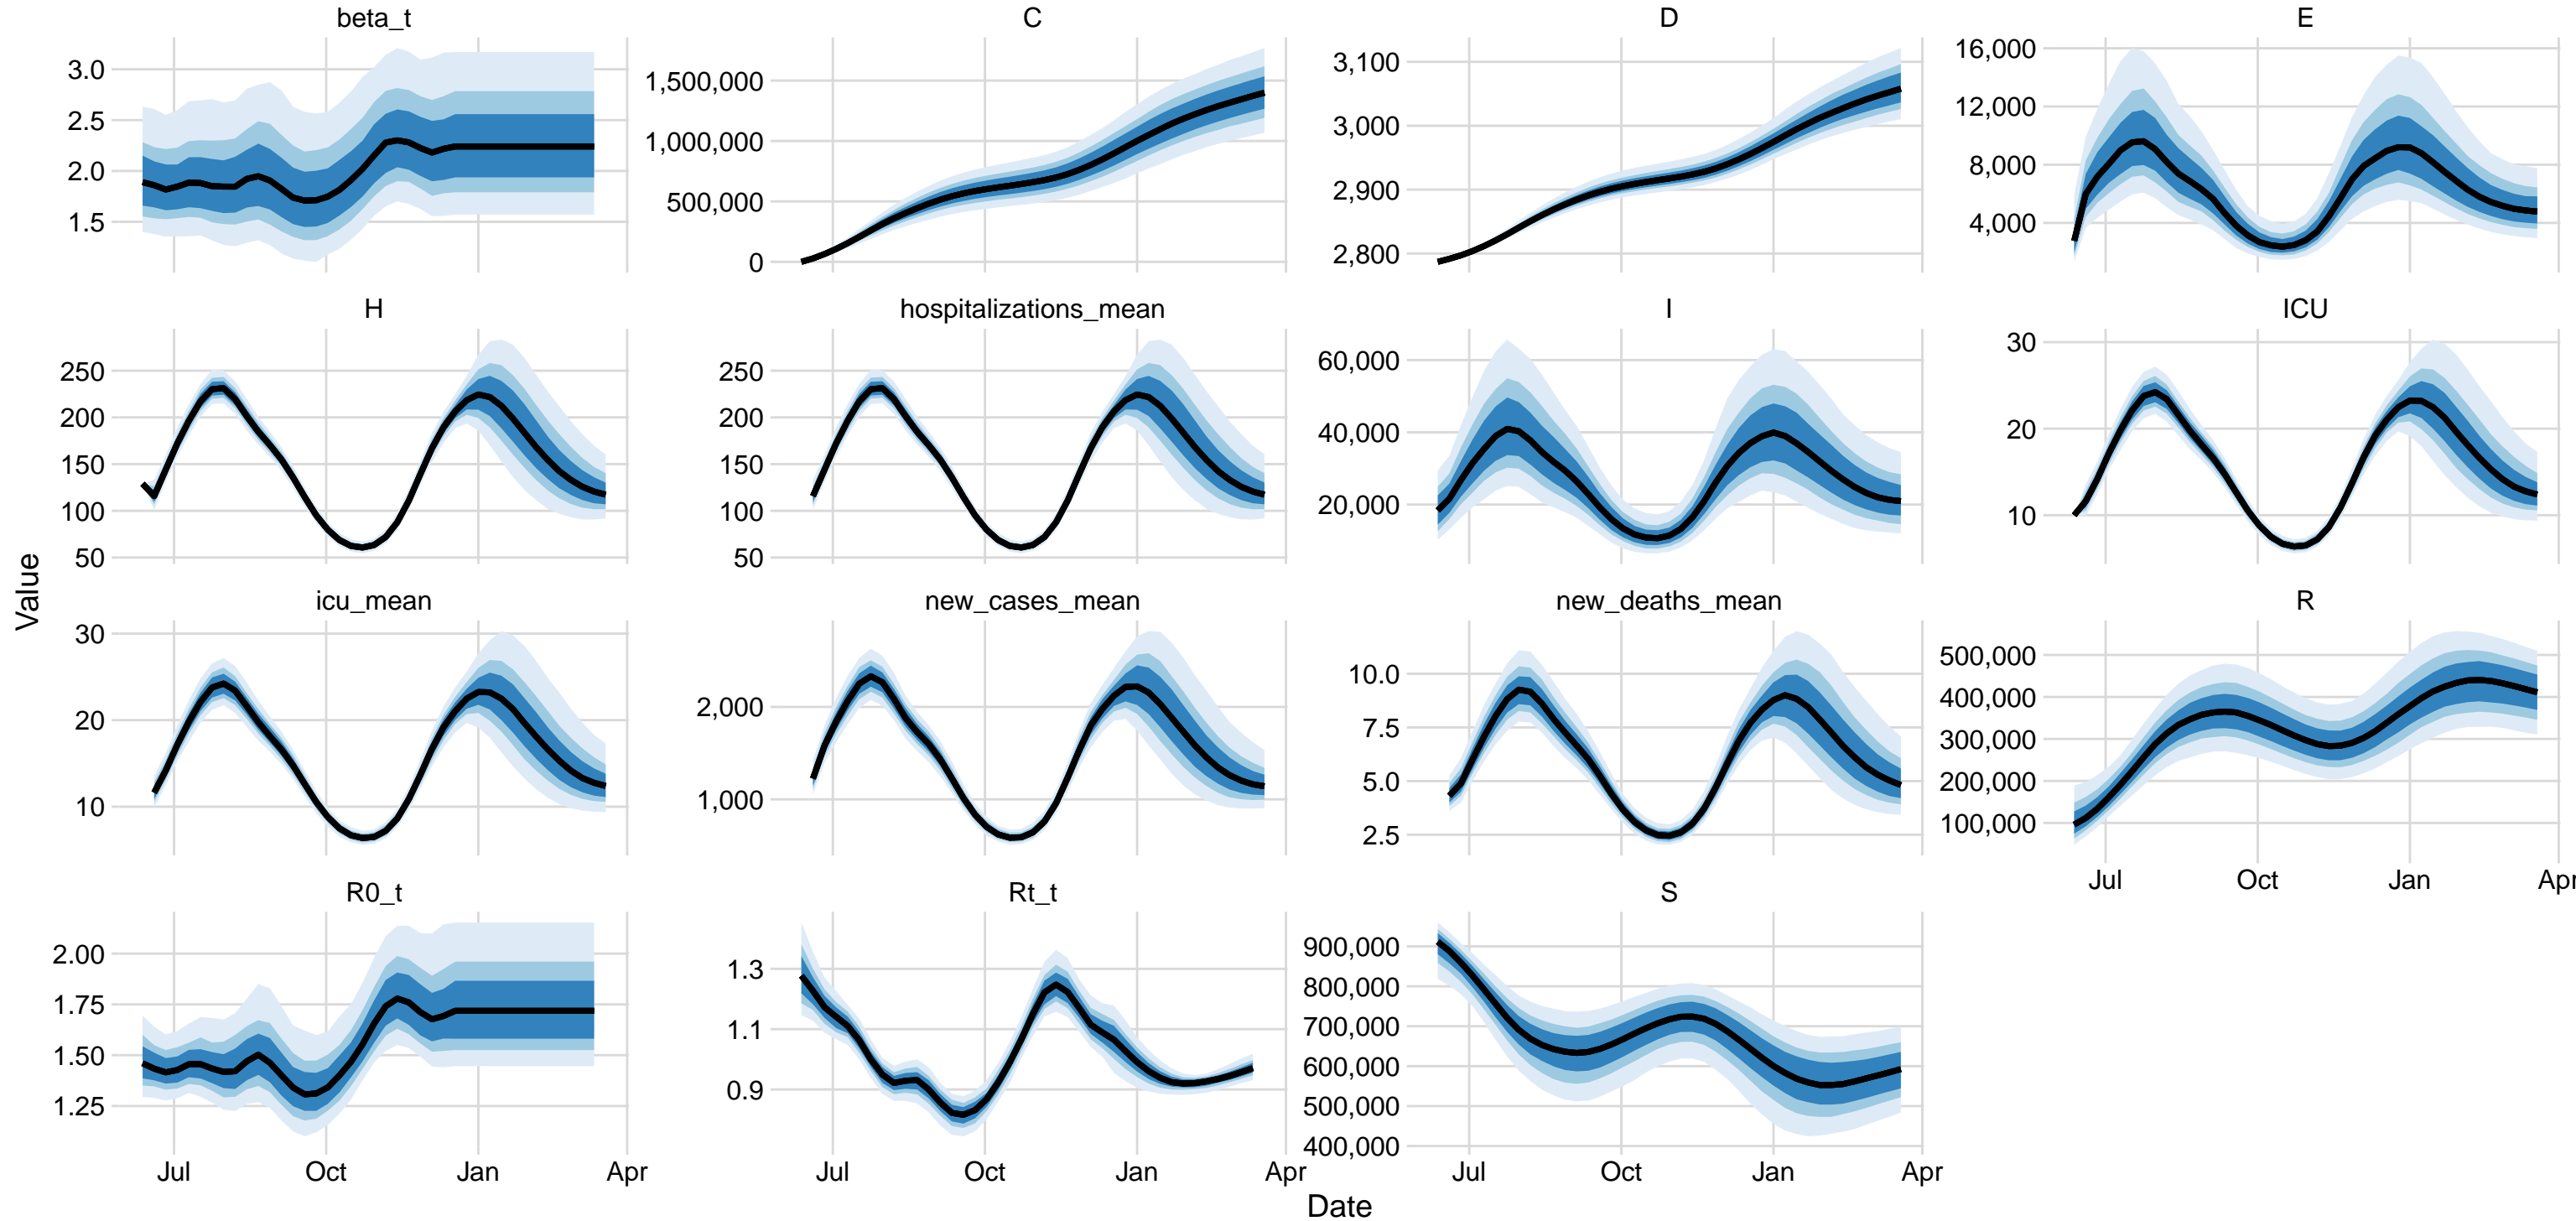 beta_t
3.0
2.5
2.0
1.5
C
1,500,000
1,000,000
500,000
0
D
3,100
3,000
2,900
2,800
E
16,000
12,000
8,000
4,000
H
250
200
150
100
50
hospitalizations_mean
250
200
150
100
50
I
60,000
40,000
20,000
ICU
30
20
10
icu_mean
30
20
10
new_cases_mean
2,000
1,000
new_deaths_mean
10.0
7.5
5.0
2.5
R
500,000
400,000
300,000
200,000
100,000
Jul Oct Jan Apr
R0_t
2.00
1.75
1.50
1.25
Jul Oct Jan Apr
Rt_t
1.3
1.1
0.9
Jul Oct Jan Apr
S
900,000
800,000
700,000
600,000
500,000
400,000
Jul Oct Jan Apr
Value
Date